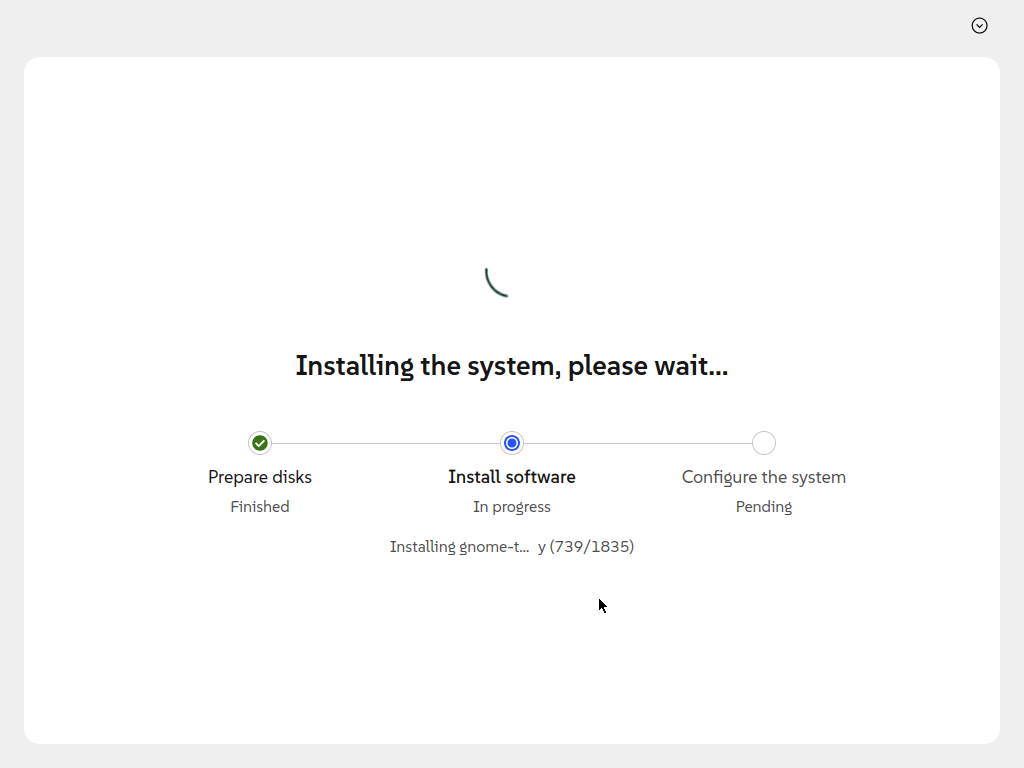 Installing the system, please wait...
Prepare disks
Finished
Install software
In progress
Configure the system
Pending
Installing gnome-t... y (739/1835)